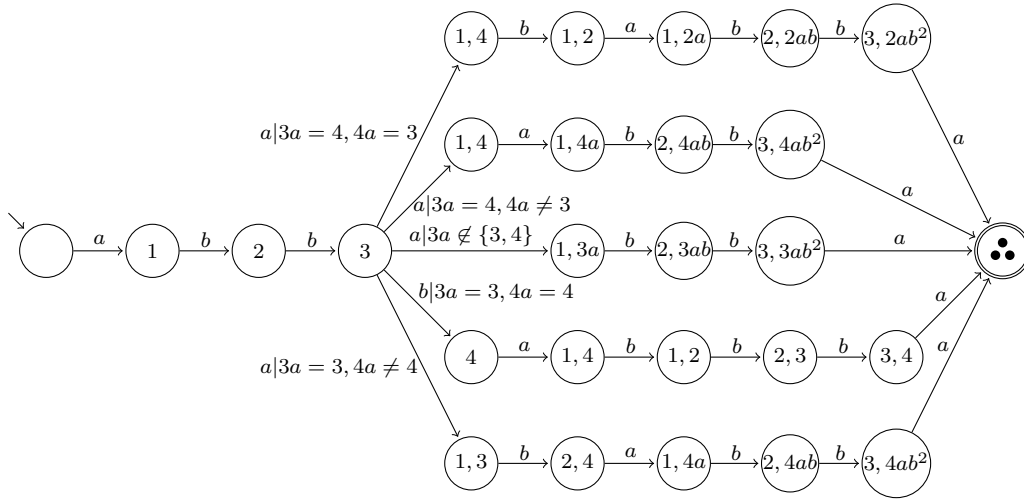 1, 4 b 1, 2 a 1, 2a b 2, 2ab b 3, 2ab²
a|3a = 4, 4a = 3
a
1, 4 a 1, 4a b 2, 4ab b 3, 4ab²
a
a|3a = 4, 4a ≠ 3
a 1 b 2 b 3 a|3a ∉ {3, 4} 1, 3a b 2, 3ab b 3, 3ab² a
b|3a = 3, 4a = 4
a
4 a 1, 4 b 1, 2 b 2, 3 b 3, 4
a|3a = 3, 4a ≠ 4
a
1, 3 b 2, 4 a 1, 4a b 2, 4ab b 3, 4ab²